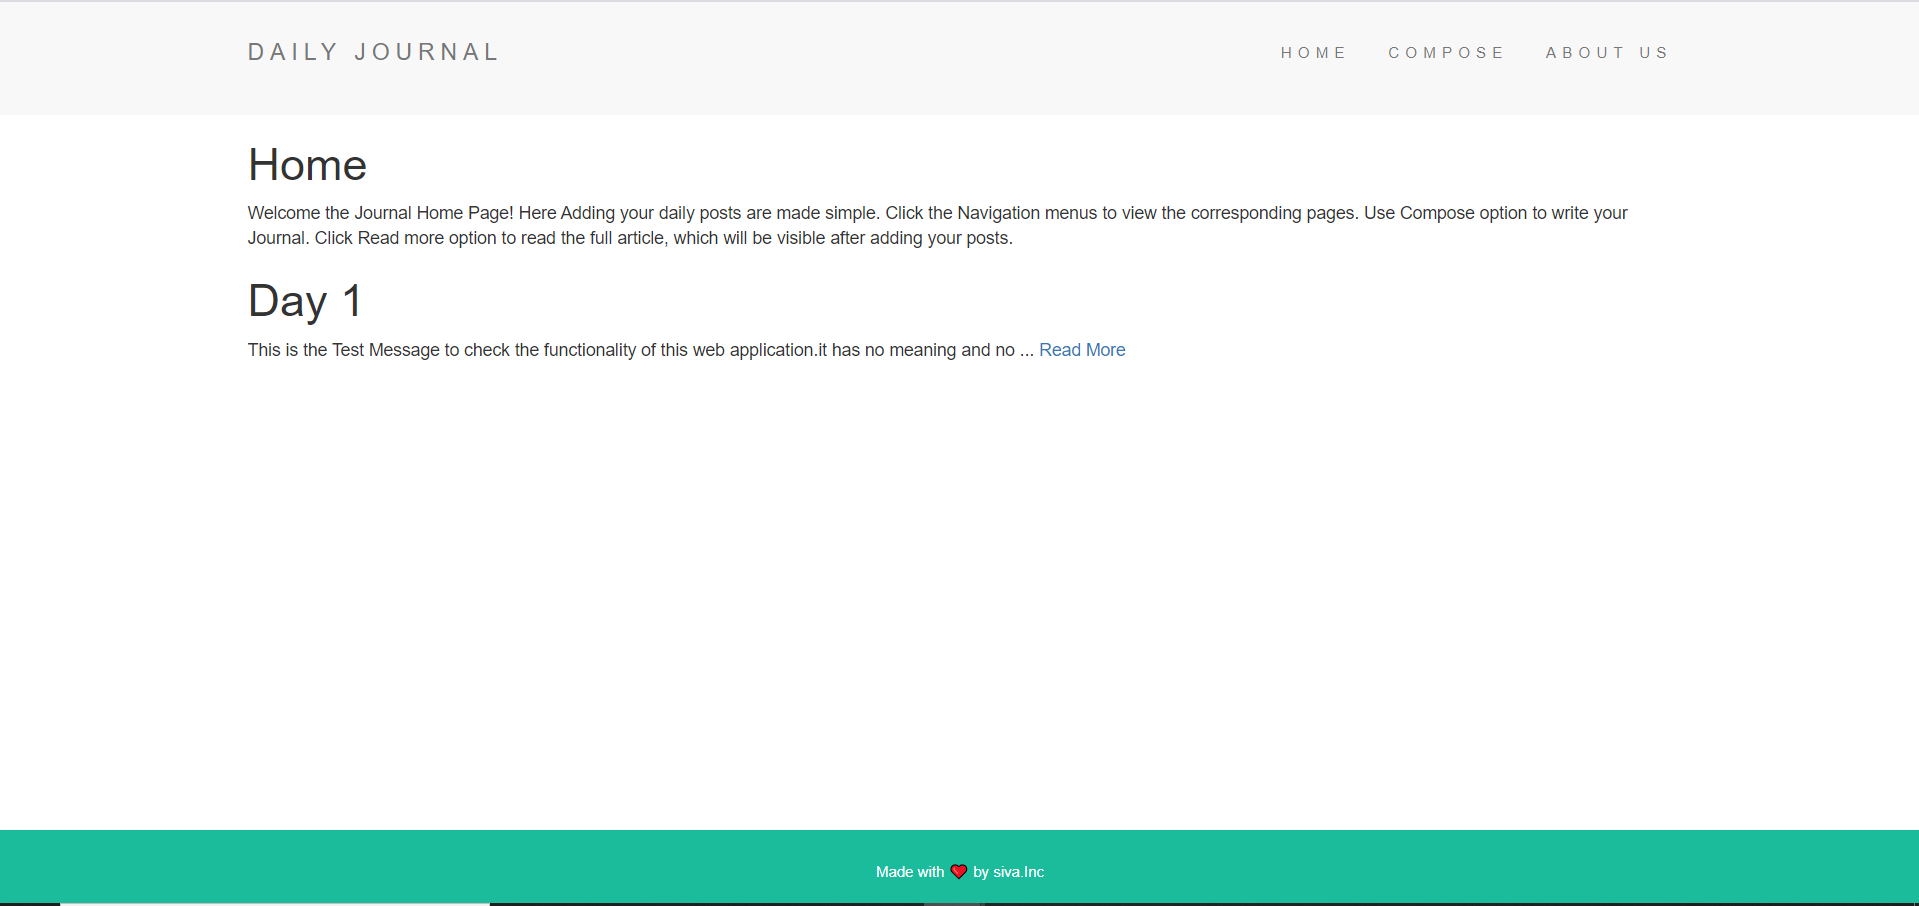 DAILY JOURNAL
HOME COMPOSE ABOUT US
Home
Welcome the Journal Home Page! Here Adding your daily posts are made simple. Click the Navigation menus to view the corresponding pages. Use Compose option to write your
Journal. Click Read more option to read the full article, which will be visible after adding your posts.
Day 1
This is the Test Message to check the functionality of this web application.it has no meaning and no ... Read More
Made with ❤️ by siva.Inc